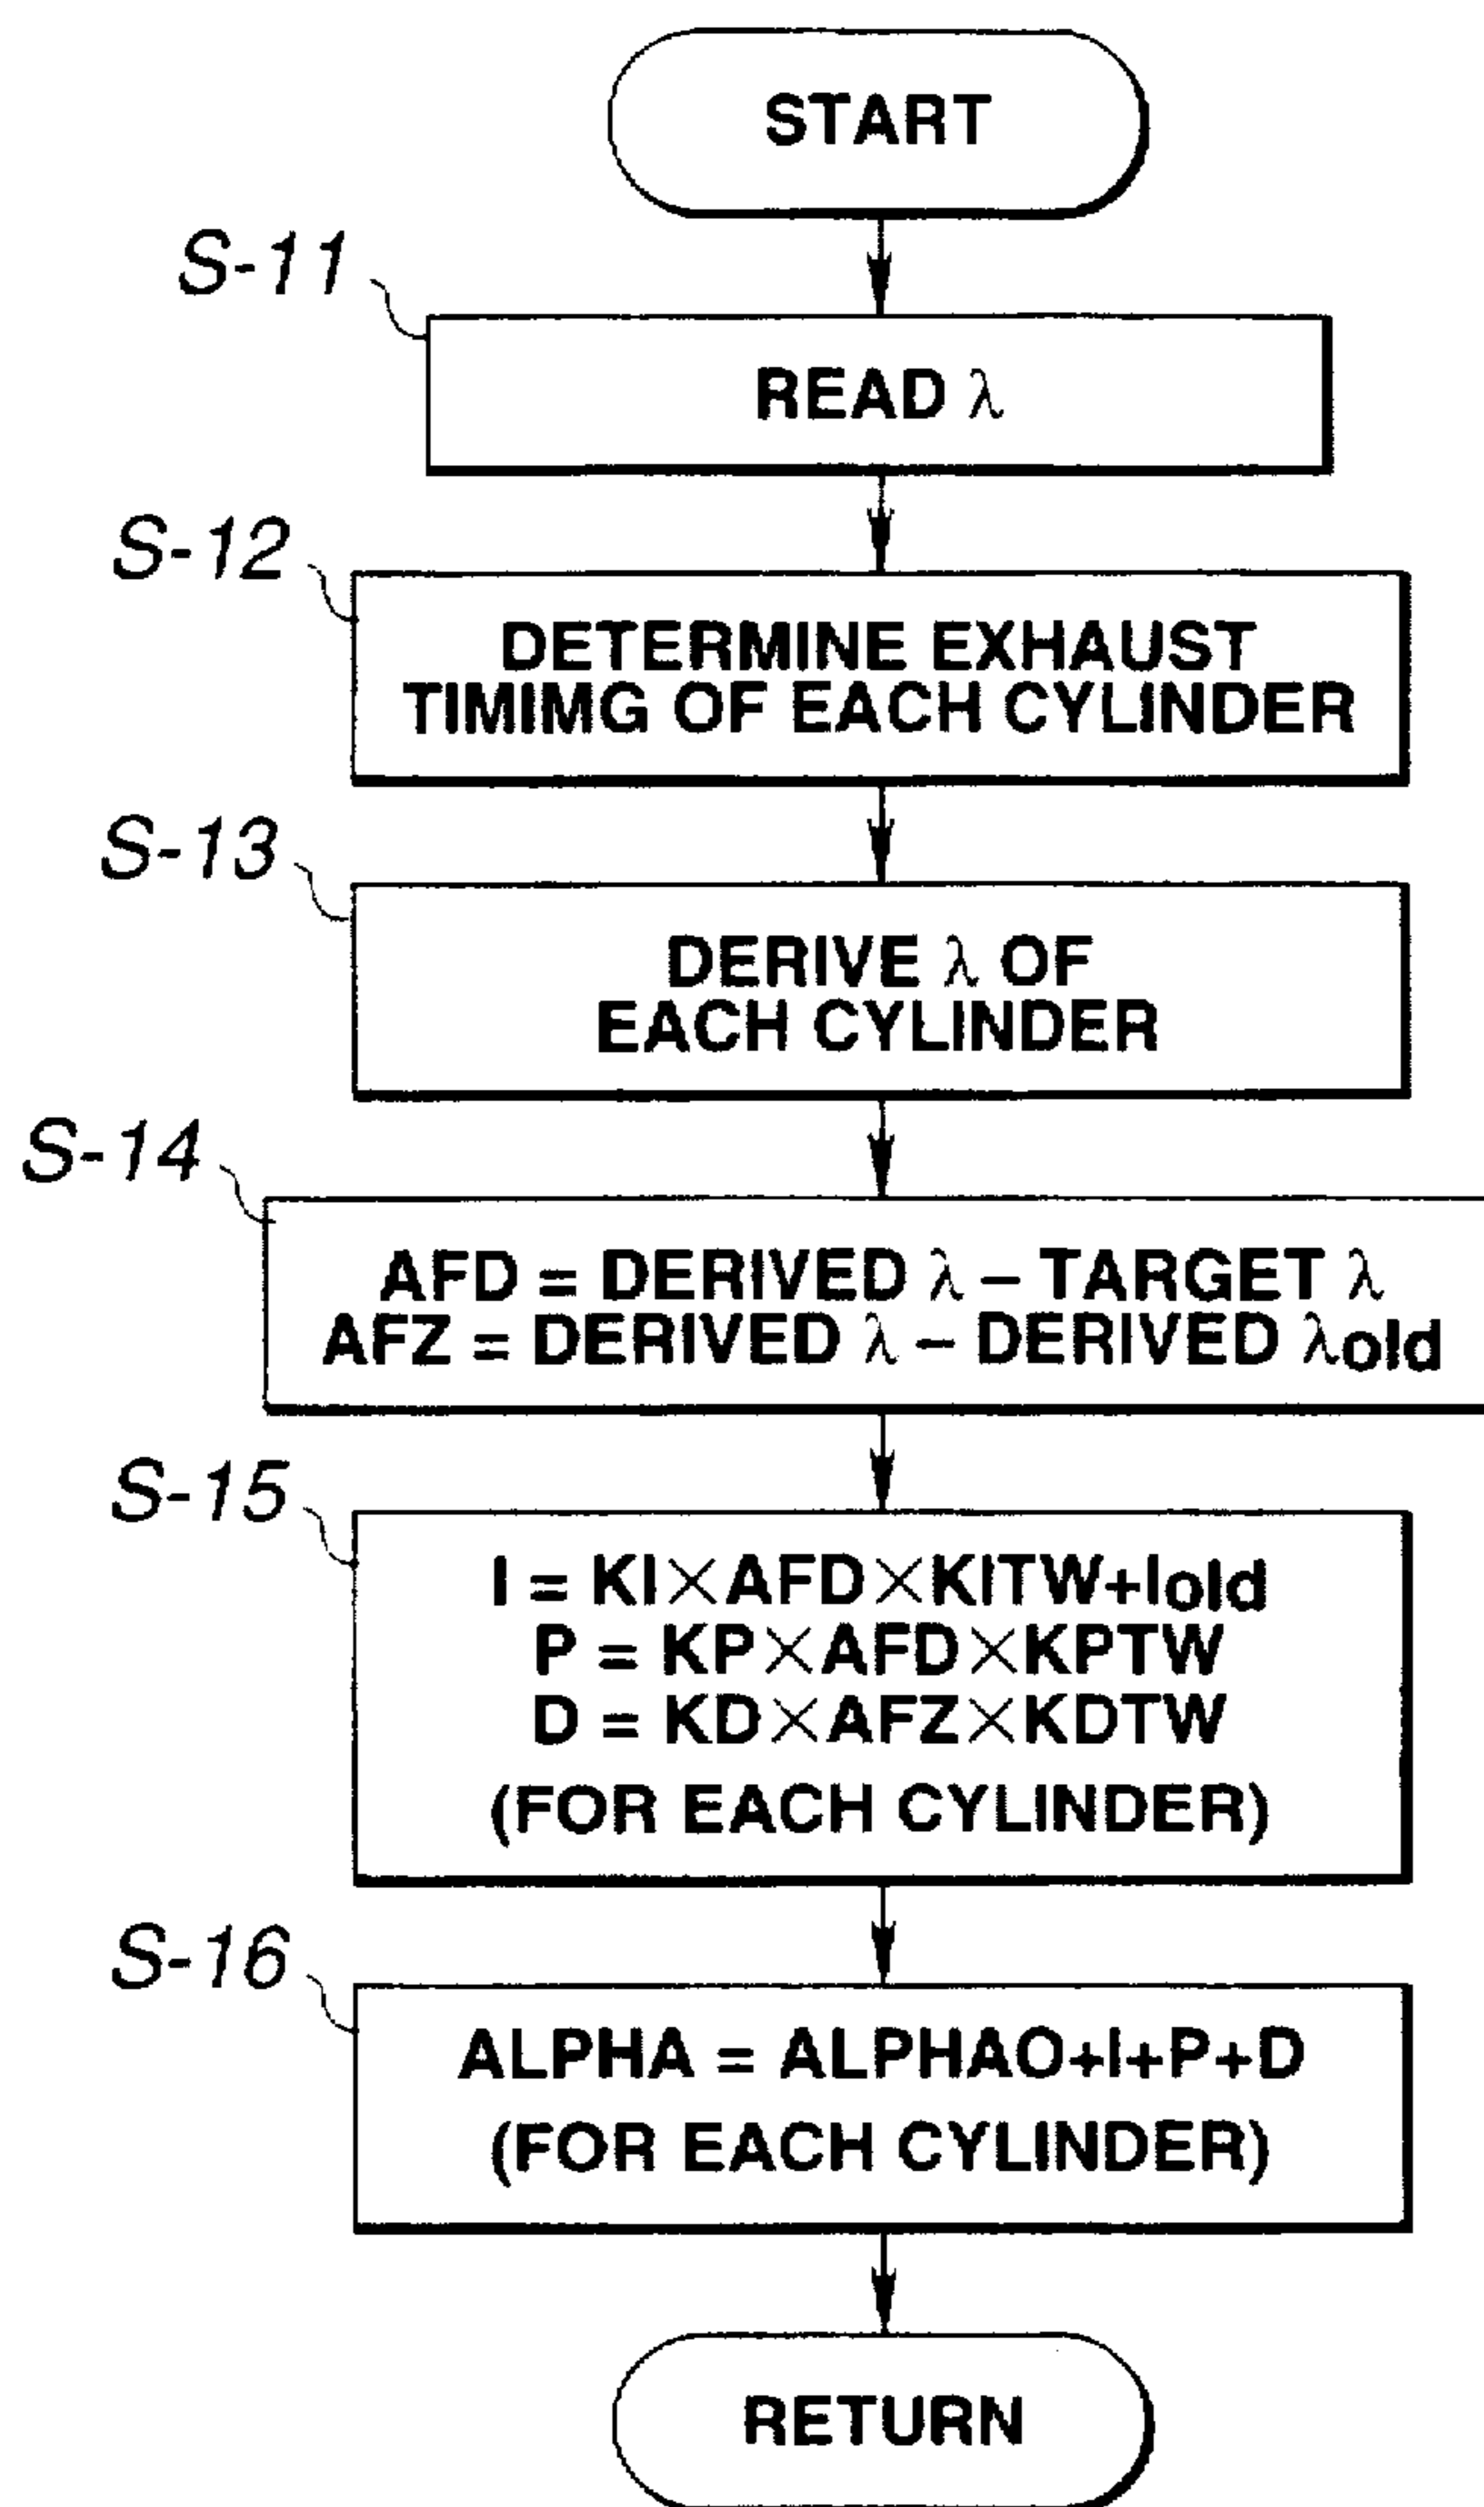 START
S-11
READ λ
S-12
DETERMINE EXHAUST
TIMIMG OF EACH CYLINDER
S-13
DERIVE λ OF
EACH CYLINDER
S-14
AFD = DERIVED λ – TARGET λ
AFZ = DERIVED λ – DERIVED λold
S-15
I = KI×AFD×KITW+Iold
P = KP×AFD×KPTW
D = KD×AFZ×KDTW
(FOR EACH CYLINDER)
S-16
ALPHA = ALPHAO+I+P+D
(FOR EACH CYLINDER)
RETURN